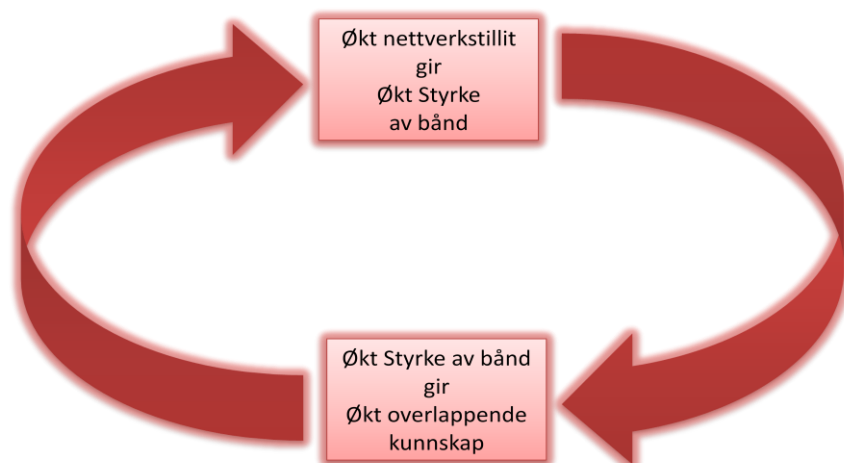 Økt nettverkstillit
gir
Økt Styrke
av bånd
Økt Styrke av bånd
gir
Økt overlappende
kunnskap